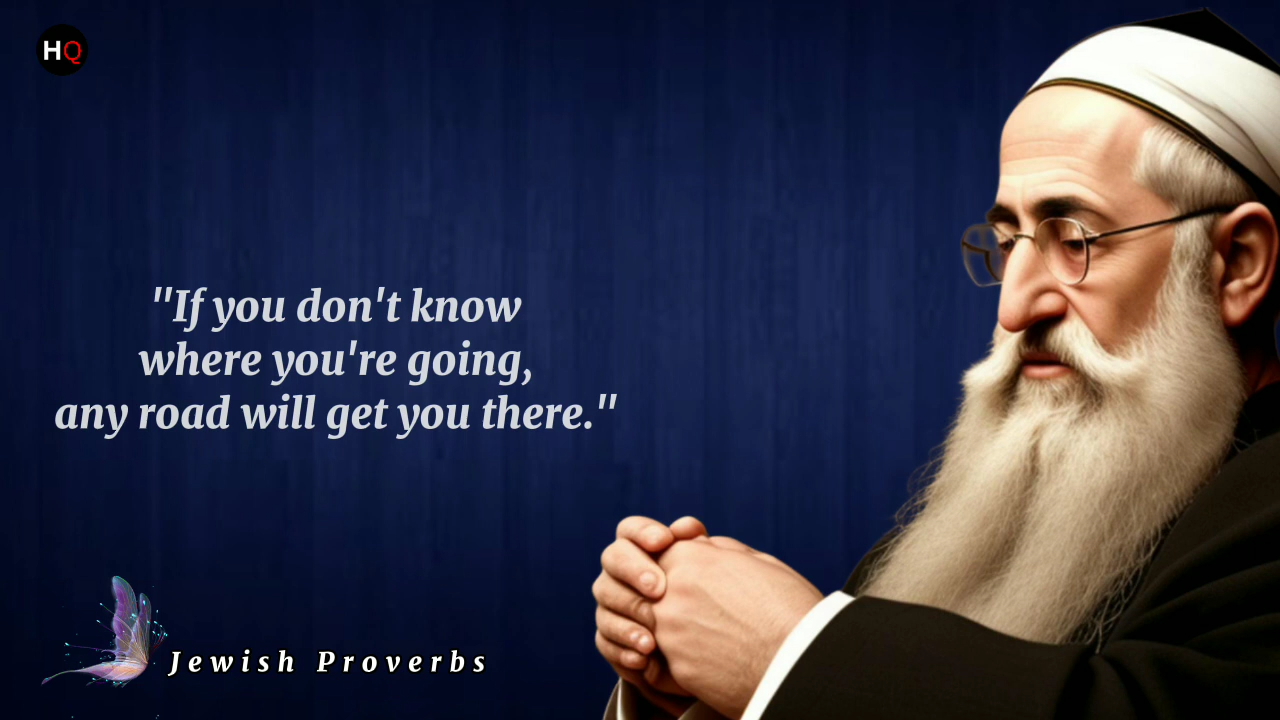 HQ
"If you don't know
where you're going,
any road will get you there."
Jewish Proverbs